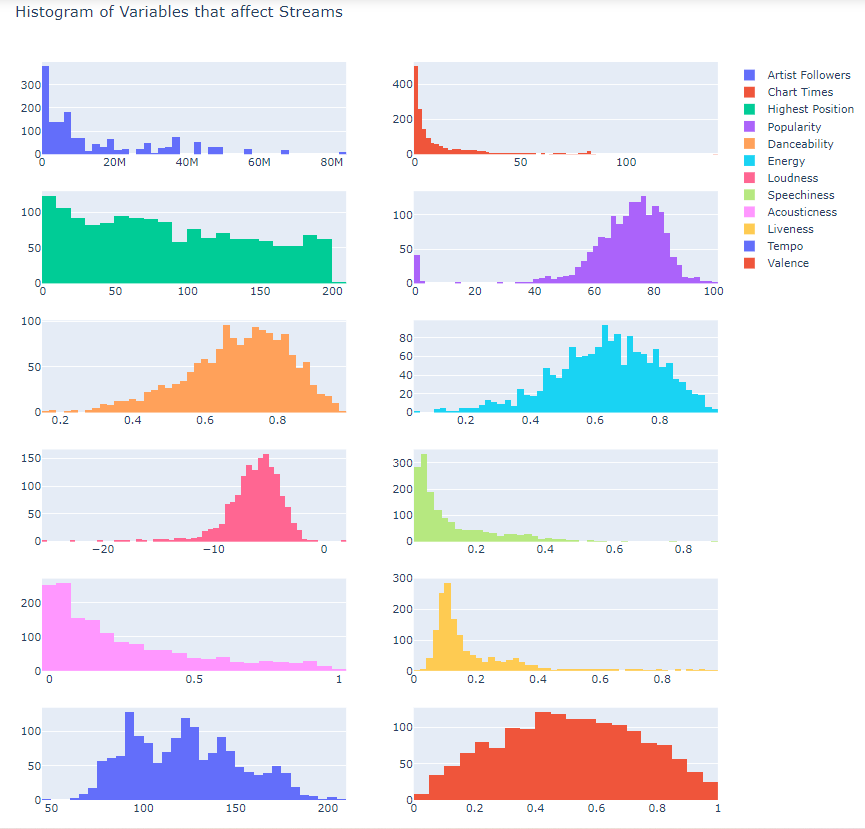 Histogram of Variables that affect Streams
300
200
100
0
0 20M 40M 60M 80M
400
200
0
0 50 100
Artist Followers
Chart Times
Highest Position
Popularity
Danceability
Energy
Loudness
Speechiness
Acousticness
Liveness
Tempo
Valence
100
50
0
0 50 100 150 200
100
50
0
0 20 40 60 80 100
100
50
0
0.2 0.4 0.6 0.8
80
60
40
20
0
0.2 0.4 0.6 0.8
150
100
50
0
−20 −10 0
300
200
100
0
0.2 0.4 0.6 0.8
200
100
0
0 0.5 1
300
200
100
0
0 0.2 0.4 0.6 0.8
100
50
0
50 100 150 200
100
50
0
0 0.2 0.4 0.6 0.8 1